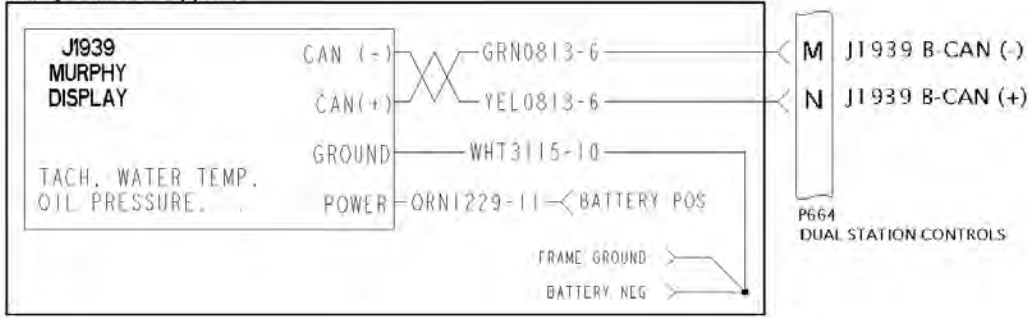 J1939
MURPHY
DISPLAY
TACH. WATER TEMP.
OIL PRESSURE.
CAN (-)
CAN(+)
GROUND
POWER
GRN0813-6
YEL0813-6
WHT3115-10
ORN1229-11
BATTERY POS
FRAME GROUND
BATTERY NEG
M J1939 B-CAN (-)
N J1939 B-CAN (+)
P664
DUAL STATION CONTROLS